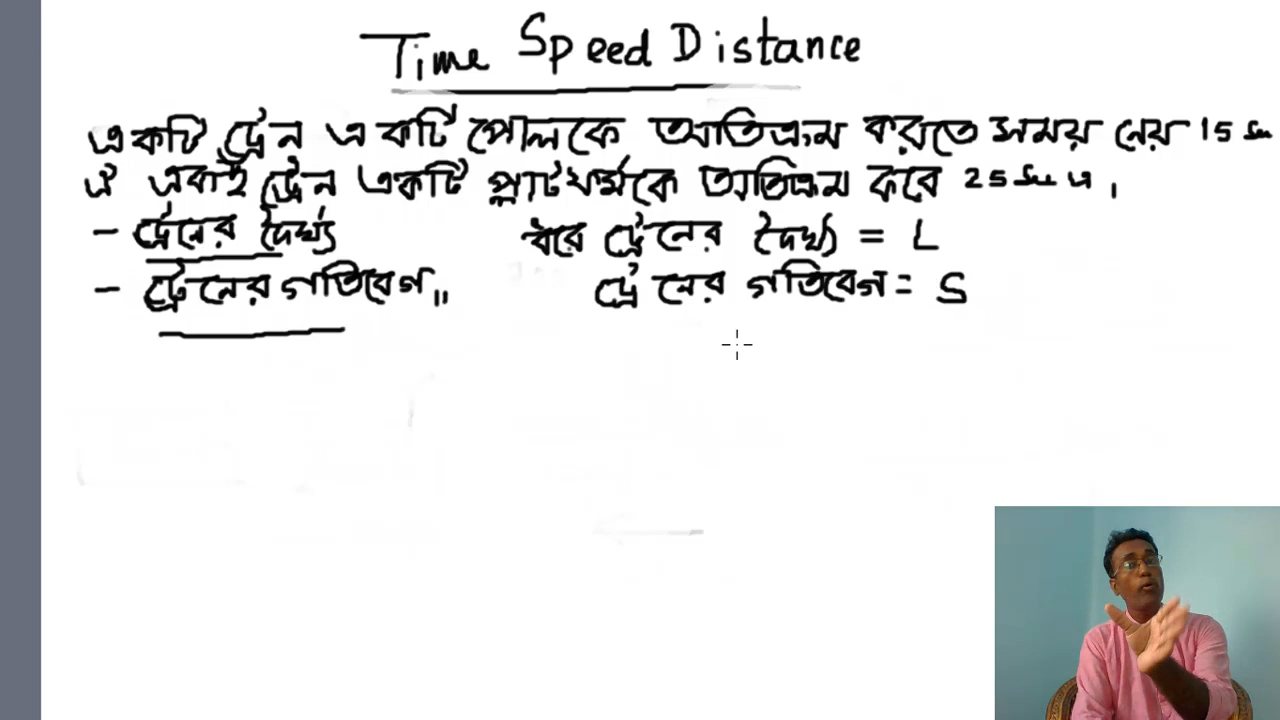 Time Speed Distance
একটি ট্রেন একটি পোলকে অতিক্রম করতে সময় নেয় 15 Sec
ঐ একই ট্রেন একটি প্লাটফর্মকে অতিক্রম করে 25 Sec এ ।
- ট্রেনের দৈর্ঘ্য ধরে ট্রেনের দৈর্ঘ্য = L
- ট্রেনের গতিবেগ ॥ ট্রেনের গতিবেগ = S